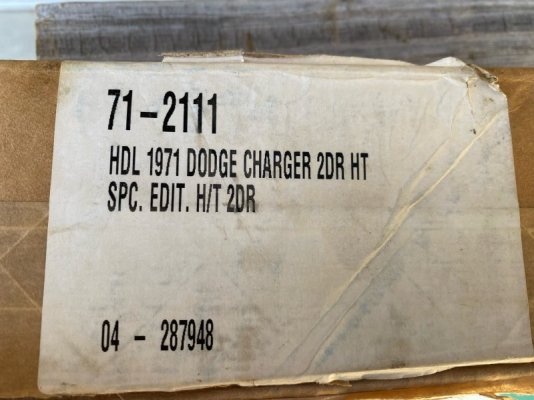 71-2111
HDL 1971 DODGE CHARGER 2DR HT
SPC. EDIT. H/T 2DR
04 - 287948